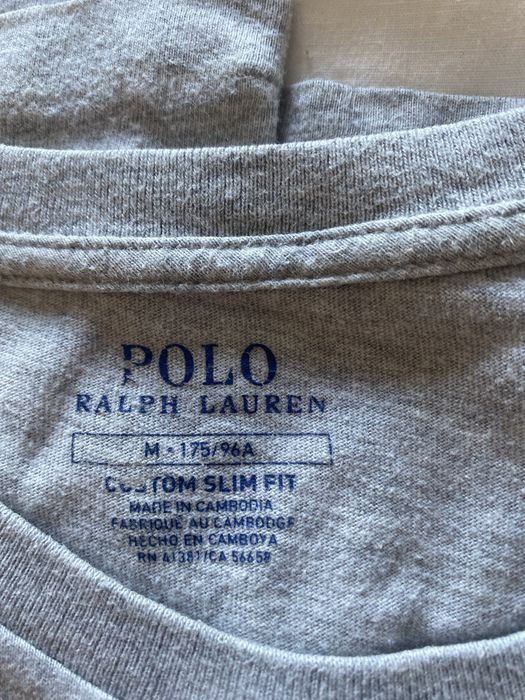 POLO
RALPH LAUREN
M - 175/96A
CUSTOM SLIM FIT
MADE IN CAMBODIA
FABRIQUE AU CAMBODGE
HECHO EN CAMBOYA
RN 41381/CA 56658